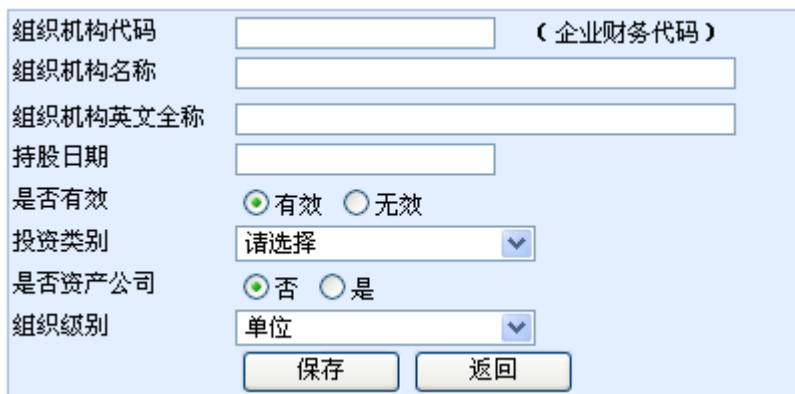 组织机构代码 （企业财务代码）
组织机构名称
组织机构英文全称
持股日期
是否有效 有效 无效
投资类别 请选择
是否资产公司 否 是
组织级别 单位
保存 返回